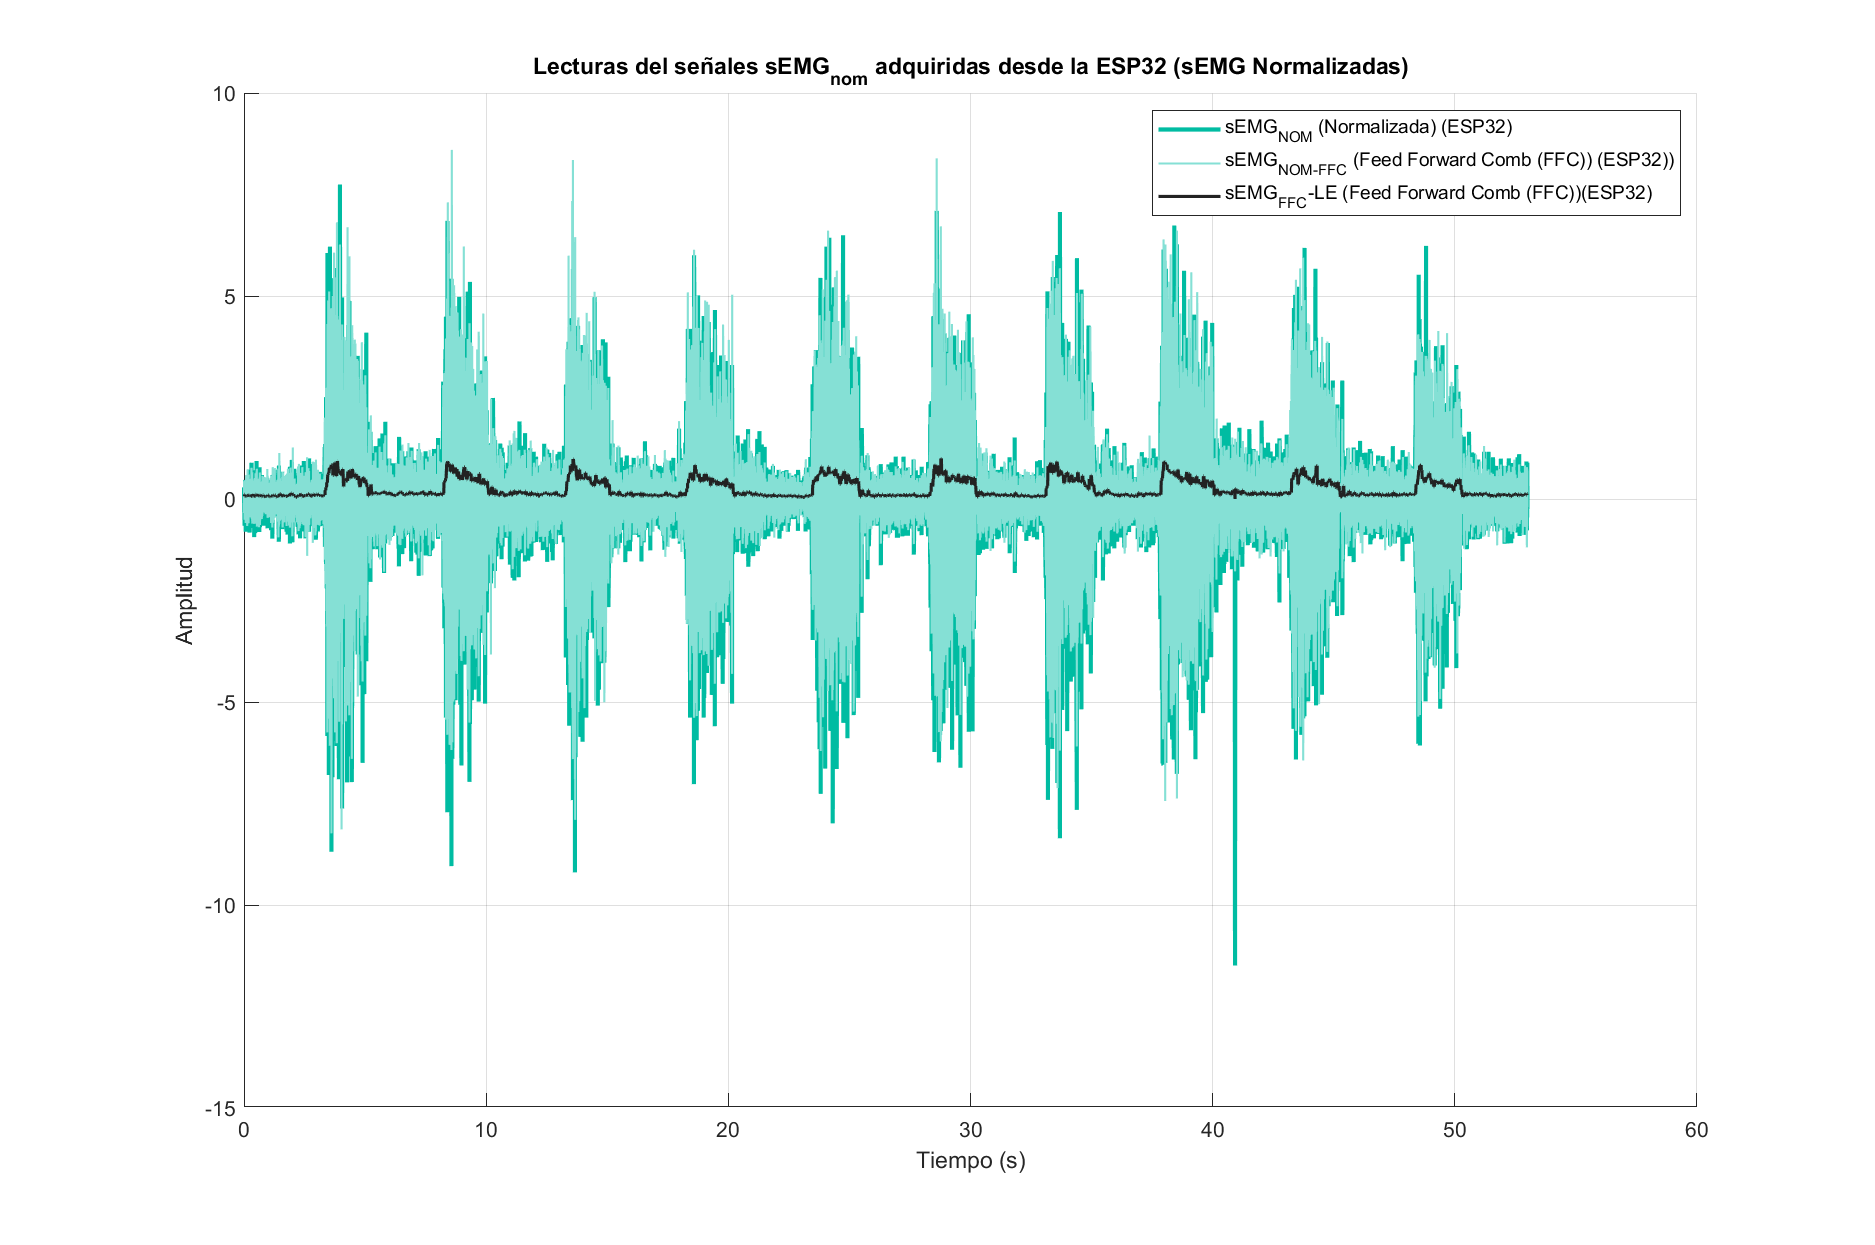 Lecturas del señales sEMGnom adquiridas desde la ESP32 (sEMG Normalizadas)
10
sEMGNOM (Normalizada) (ESP32)
sEMGNOM-FFC (Feed Forward Comb (FFC)) (ESP32))
sEMGFFC-LE (Feed Forward Comb (FFC))(ESP32)
5
0
Amplitud
-5
-10
-15
0 10 20 30 40 50 60
Tiempo (s)